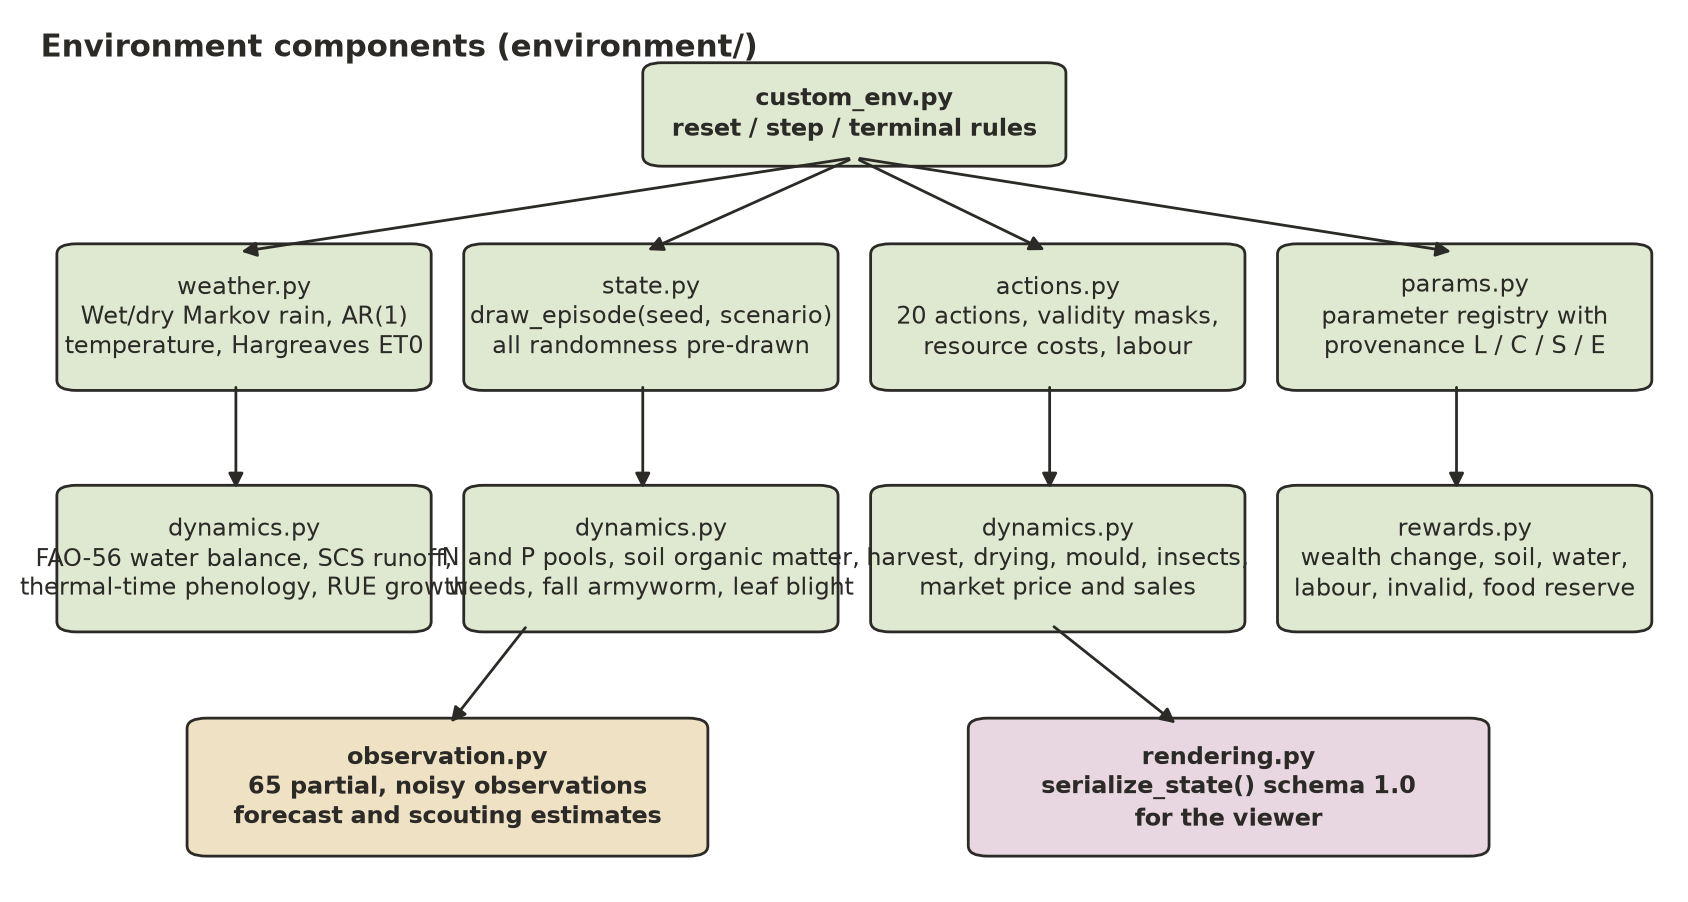 Environment components (environment/)
custom_env.py
reset / step / terminal rules
weather.py
Wet/dry Markov rain, AR(1)
temperature, Hargreaves ET0
state.py
draw_episode(seed, scenario)
all randomness pre-drawn
actions.py
20 actions, validity masks,
resource costs, labour
params.py
parameter registry with
provenance L / C / S / E
dynamics.py
FAO-56 water balance, SCS runoff,
thermal-time phenology, RUE growth
dynamics.py
N and P pools, soil organic matter,
weeds, fall armyworm, leaf blight
dynamics.py
harvest, drying, mould, insects,
market price and sales
rewards.py
wealth change, soil, water,
labour, invalid, food reserve
observation.py
65 partial, noisy observations
forecast and scouting estimates
rendering.py
serialize_state() schema 1.0
for the viewer